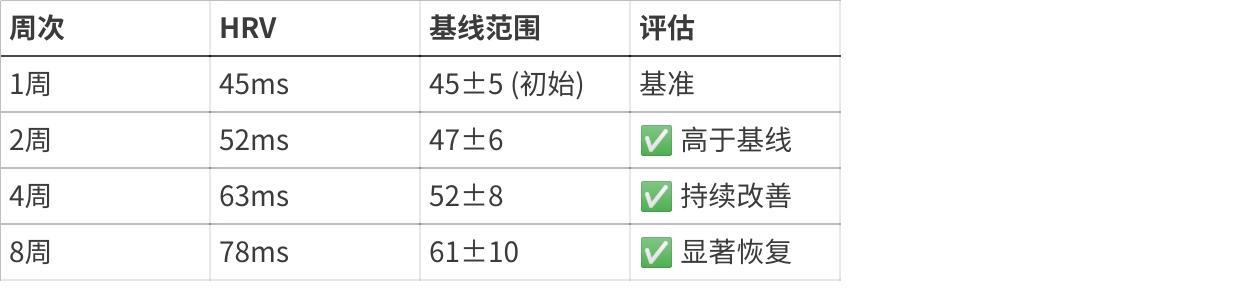 周次 HRV 基线范围 评估
1周 45ms 45±5 (初始) 基准
2周 52ms 47±6 ✅ 高于基线
4周 63ms 52±8 ✅ 持续改善
8周 78ms 61±10 ✅ 显著恢复